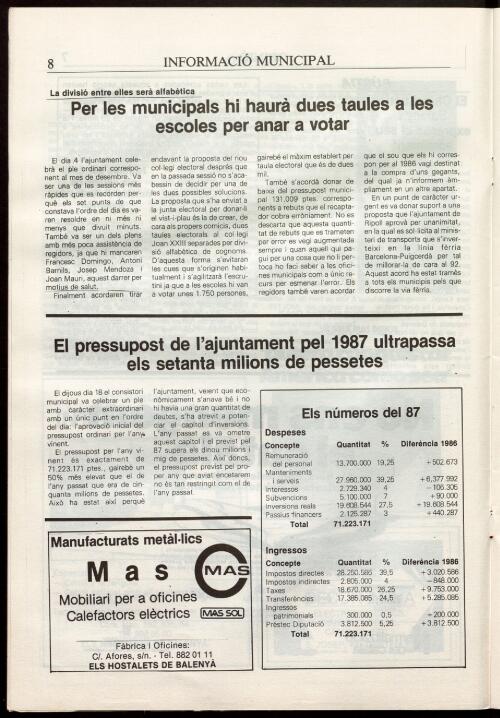 8
INFORMACIÓ MUNICIPAL
La divisió entre elles serà alfabètica
Per les municipals hi haurà dues taules a les
escoles per anar a votar
El dia 4 l'ajuntament cele-
brà el ple ordinari correspo-
nent al mes de desembre. Va
ser una de les sessions més
ràpides que es recorden per-
què els set punts de que
constava l'ordre del dia es va-
ren resoldre en ni més ni
menys que divuit minuts.
També va ser un dels plans
amb més poca assistència de
regidors, ja que hi mancaren
Francesc Domingo, Antoni
Barnils, Josep Mendoza i
Joan Mauri, aquest darrer per
motius de salut.
Finalment acordaren tirar
endavant la proposta del nou
col·legi electoral després que
en la passada sessió no s'aca-
bessin de decidir per una de
les dues possibles solucions.
La proposta que s'ha enviat a
la junta electoral per donar-li
el vist-i-plau és la de crear, de
cara als propers comicis, dues
taules electorals al col·legi
Joan XXIII separades per divi-
sió alfabètica de cognoms.
D'aquesta forma s'evitaran
les cues que s'originen habi-
tualment i s'agilitzarà l'escru-
tini ja que a les escoles hi van
a votar unes 1.750 persones,
gairebé el màxim establert per
taula electoral que és de dues
mil.
També s'acordà donar de
baixa del pressupost munici-
pal 131.009 ptes. correspo-
nents a rebuts que el recapta-
dor cobra erròniament. No es
descarta que aquesta quanti-
tat de rebuts que es trameten
per error es vegi augmentada
sempre i quan aquell qui pa-
gui per una cosa que no li per-
toca ho faci saber a les ofici-
nes municipals com a únic re-
curs per esmenar l'error. Els
regidors també varen acordar
que el sou que els hi corres-
pon per al 1986 vagi destinat
a la compra d'uns gegants,
del qual ja n'informem àm-
pliament en un altre apartat.
En un punt de caràcter ur-
gent es va donar suport a una
proposta que l'ajuntament de
Ripoll aprovà per unanimitat,
en la qual es sol·licita al minis-
teri de transports que s'inver-
teixi en la línia fèrria
Barcelona-Puigcerdà per tal
de millorar-la de cara al 92.
Aquest acord ha estat tramès
a tots els municipis pels que
discorre la via fèrria.
El pressupost de l'ajuntament pel 1987 ultrapassa
els setanta milions de pessetes
El dijous dia 18 el consistori
municipal va celebrar un ple
amb caràcter extraordinari
amb un únic punt en l'ordre
del dia: l'aprovació inicial del
pressupost ordinari per l'any
vinent.
El pressupost per l'any vi-
nent és exactament de
71.223.171 ptes., gairebé un
50% més elevat que el de
l'any passat que era de cin-
quanta milions de pessetes.
Això ha estat així perquè
l'ajuntament, veient que eco-
nòmicament s'anava bé i no
hi havia una gran quantitat de
deutes, s'ha atrevit a poten-
ciar el capítol d'inversions.
L'any passat es va ometre
aquest capítol i el previst pel
87 supera els dinou milions i
mig de pessetes. Així doncs,
el pressupost previst pel pro-
per any que aviat encetarem
no és tan restringit com el de
l'any passat.
Els números del 87
Despeses
Concepte Quantitat % Diferència 1986
Remuneració
del personal 13.700.000 19,25 +502.673
Manteniments
i serveis 27.960.000 39,25 +6.377.992
Interessos 2.729.340 4 −106.306
Subvencions 5.100.000 7 +90.000
Inversions reals 19.608.544 27,5 +19.608.544
Passius financers 2.125.287 3 +440.287
Total 71.223.171
Ingressos
Concepte Quantitat % Diferència 1986
Impostos directes 28.250.586 39,5 +3.020.586
Impostos indirectes 2.805.000 4 −848.000
Taxes 18.670.000 26,25 +9.753.000
Transferències 17.385.085 24,5 +5.285.085
Ingressos
patrimonials 300.000 0,5 +200.000
Préstec Diputació 3.812.500 5,25 +3.812.500
Total 71.223.171
Manufacturats metàl·lics
Mas
MAS
Mobiliari per a oficines
Calefactors elèctrics MAS SOL
Fàbrica i Oficines:
C/. Afores, s/n. - Tel. 882 01 11
ELS HOSTALETS DE BALENYÀ